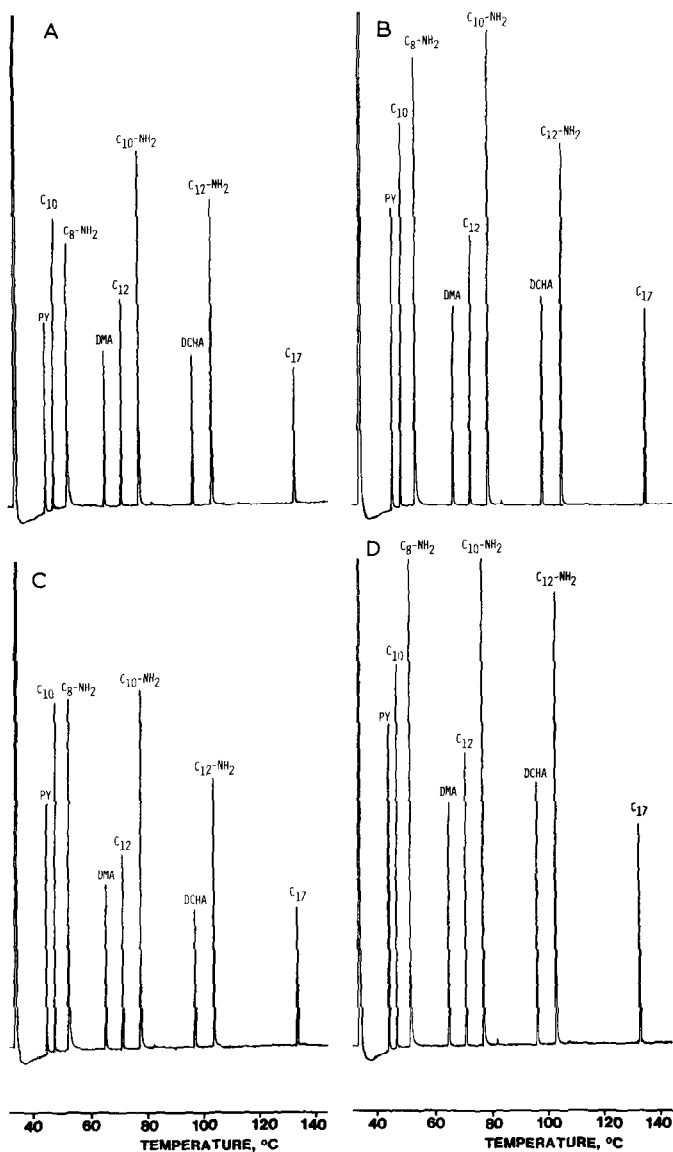 A
PY
C10
C8-NH2
DMA
C12
C10-NH2
DCHA
C12-NH2
C17
B
PY
C10
C8-NH2
DMA
C12
C10-NH2
DCHA
C12-NH2
C17
C
PY
C10
C8-NH2
DMA
C12
C10-NH2
DCHA
C12-NH2
C17
D
PY
C10
C8-NH2
DMA
C12
C10-NH2
DCHA
C12-NH2
C17
40 60 80 100 120 140
TEMPERATURE, °C
40 60 80 100 120 140
TEMPERATURE, °C